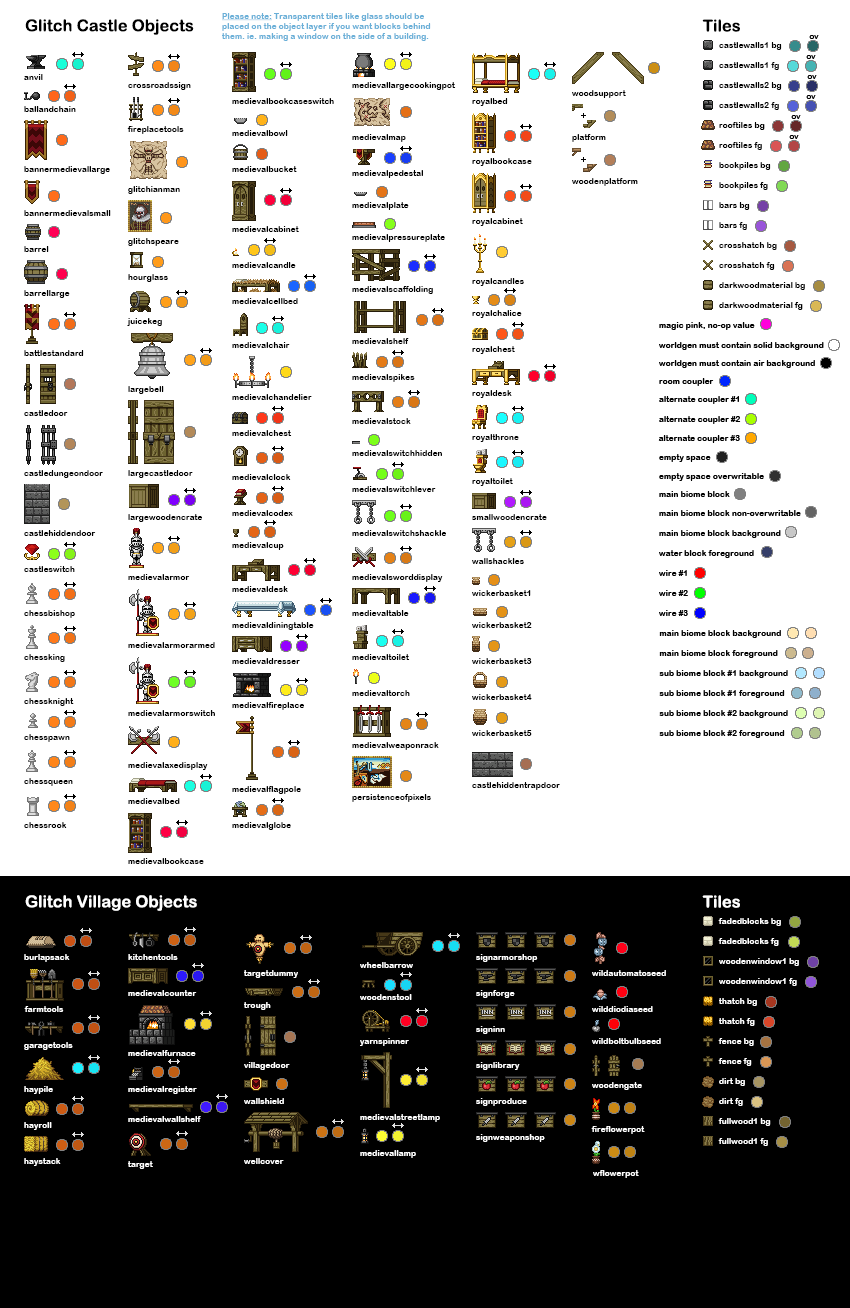 Glitch Castle Objects
Please note: Transparent tiles like glass should be
placed on the object layer if you want blocks behind
them. ie. making a window on the side of a building.
anvil
ballandchain
bannermedievallarge
bannermedievalsmall
barrel
barrellarge
battlestandard
castledoor
castledungeondoor
castlehiddendoor
castleswitch
chessbishop
chessking
chessknight
chesspawn
chessqueen
chessrook
crossroadssign
fireplacetools
glitchianman
glitchspeare
hourglass
juicekeg
largebell
largecastledoor
largewoodencrate
medievalarmor
medievalarmorarmed
medievalarmorswitch
medievalaxedisplay
medievalbed
medievalbookcase
medievalbookcaseswitch
medievalbowl
medievalbucket
medievalcabinet
medievalcandle
medievalcellbed
medievalchair
medievalchandelier
medievalchest
medievalclock
medievalcodex
medievalcup
medievaldesk
medievaldiningtable
medievaldresser
medievalfireplace
medievalflagpole
medievalglobe
medievallargecookingpot
medievalmap
medievalpedestal
medievalplate
medievalpressureplate
medievalscaffolding
medievalshelf
medievalspikes
medievalstock
medievalswitchhidden
medievalswitchlever
medievalswitchshackle
medievalsworddisplay
medievaltable
medievaltoilet
medievaltorch
medievalweaponrack
persistenceofpixels
royalbed
royalbookcase
royalcabinet
royalcandles
royalchalice
royalchest
royaldesk
royalthrone
royaltoilet
smallwoodencrate
wallshackles
wickerbasket1
wickerbasket2
wickerbasket3
wickerbasket4
wickerbasket5
castlehiddentrapdoor
woodsupport
+
platform
+
woodenplatform
Tiles
ov
castlewalls1 bg
ov
castlewalls1 fg
ov
castlewalls2 bg
ov
castlewalls2 fg
ov
rooftiles bg
ov
rooftiles fg
bookpiles bg
bookpiles fg
bars bg
bars fg
crosshatch bg
crosshatch fg
darkwoodmaterial bg
darkwoodmaterial fg
magic pink, no-op value
worldgen must contain solid background
worldgen must contain air background
room coupler
alternate coupler #1
alternate coupler #2
alternate coupler #3
empty space
empty space overwritable
main biome block
main biome block non-overwritable
main biome block background
water block foreground
wire #1
wire #2
wire #3
main biome block background
main biome block foreground
sub biome block #1 background
sub biome block #1 foreground
sub biome block #2 background
sub biome block #2 foreground
Glitch Village Objects
burlapsack
farmtools
garagetools
haypile
hayroll
haystack
kitchentools
medievalcounter
medievalfurnace
medievalregister
medievalwallshelf
target
targetdummy
trough
villagedoor
wallshield
wellcover
wheelbarrow
woodenstool
yarnspinner
medievalstreetlamp
medievallamp
signarmorshop
signforge
INN INN INN
signinn
signlibrary
signproduce
signweaponshop
wildautomatoseed
wilddiodiaseed
wildboltbulbseed
woodengate
fireflowerpot
wflowerpot
Tiles
fadedblocks bg
fadedblocks fg
woodenwindow1 bg
woodenwindow1 fg
thatch bg
thatch fg
fence bg
fence fg
dirt bg
dirt fg
fullwood1 bg
fullwood1 fg